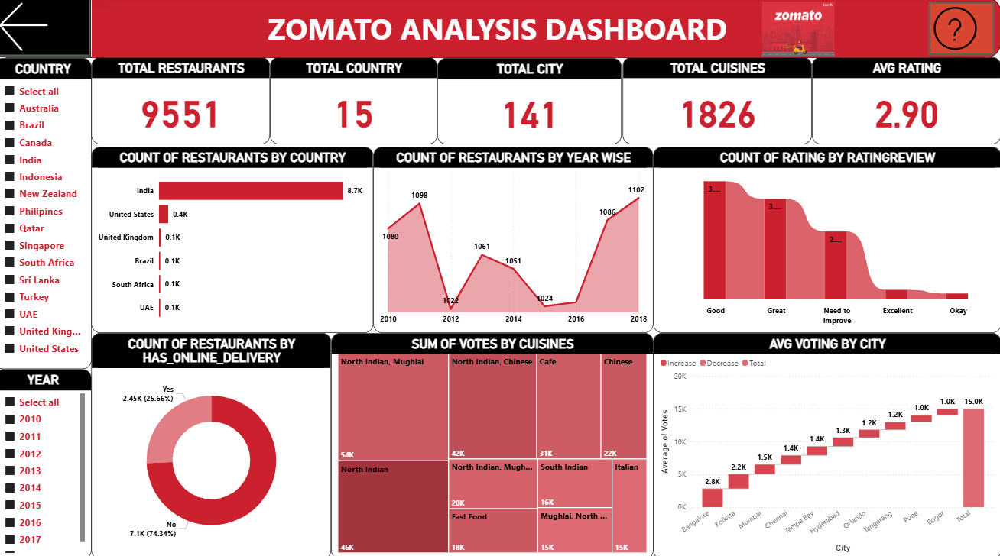 ZOMATO ANALYSIS DASHBOARD
zomato
?
COUNTRY
Select all
Australia
Brazil
Canada
India
Indonesia
New Zealand
Philipines
Qatar
Singapore
South Africa
Sri Lanka
Turkey
UAE
United King...
United States
YEAR
Select all
2010
2011
2012
2013
2014
2015
2016
2017
TOTAL RESTAURANTS
9551
TOTAL COUNTRY
15
TOTAL CITY
141
TOTAL CUISINES
1826
AVG RATING
2.90
COUNT OF RESTAURANTS BY COUNTRY
India
8.7K
United States
0.4K
United Kingdom
0.1K
Brazil
0.1K
South Africa
0.1K
UAE
0.1K
COUNT OF RESTAURANTS BY YEAR WISE
1080
1098
1022
1061
1051
1024
1086
1102
2010
2012
2014
2016
2018
COUNT OF RATING BY RATINGREVIEW
3....
3....
2....
Good
Great
Need to
Improve
Excellent
Okay
COUNT OF RESTAURANTS BY
HAS_ONLINE_DELIVERY
Yes
2.45K (25.66%)
No
7.1K (74.34%)
SUM OF VOTES BY CUISINES
North Indian, Mughlai
54K
North Indian
46K
North Indian, Chinese
42K
Cafe
31K
Chinese
22K
North Indian, Mugh...
20K
Fast Food
18K
South Indian
16K
Mughlai, North ...
15K
Italian
15K
AVG VOTING BY CITY
Increase
Decrease
Total
Average of Votes
20K
15K
10K
5K
0K
2.8K
2.2K
1.5K
1.4K
1.4K
1.3K
1.2K
1.2K
1.0K
1.0K
15.0K
Bangalore
Kolkata
Mumbai
Chennai
Tampa Bay
Hyderabad
Orlando
Tangerang
Pune
Bogor
Total
City